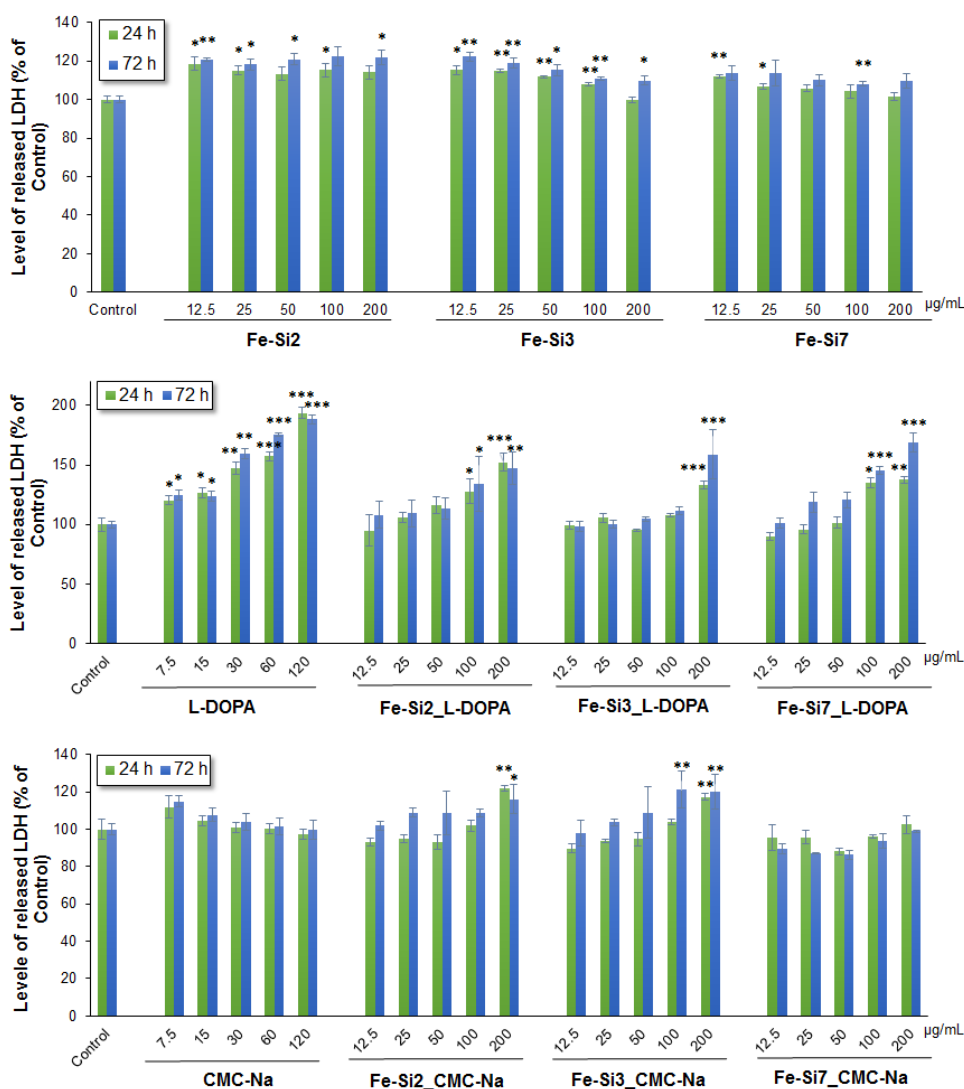 Level of released LDH (% of
Control)
140
120
100
80
60
40
20
0
24 h
72 h
* ** * * * * * * ** ** ** ** * ** ** * ** * **
Control 12.5 25 50 100 200 12.5 25 50 100 200 12.5 25 50 100 200 µg/mL
Fe-Si2 Fe-Si3 Fe-Si7
Level of released LDH (% of
Control)
200
150
100
50
0
24 h 72 h
* * * * ** ** *** *** *** *** * * *** ** *** *** * *** ** ***
Control 7.5 15 30 60 120 12.5 25 50 100 200 12.5 25 50 100 200 12.5 25 50 100 200 µg/mL
L-DOPA Fe-Si2_L-DOPA Fe-Si3_L-DOPA Fe-Si7_L-DOPA
Levele of released LDH (% of
Control)
140
120
100
80
60
40
20
0
24 h 72 h
** * ** ** **
Control 7.5 15 30 60 120 12.5 25 50 100 200 12.5 25 50 100 200 12.5 25 50 100 200 µg/mL
CMC-Na Fe-Si2_CMC-Na Fe-Si3_CMC-Na Fe-Si7_CMC-Na